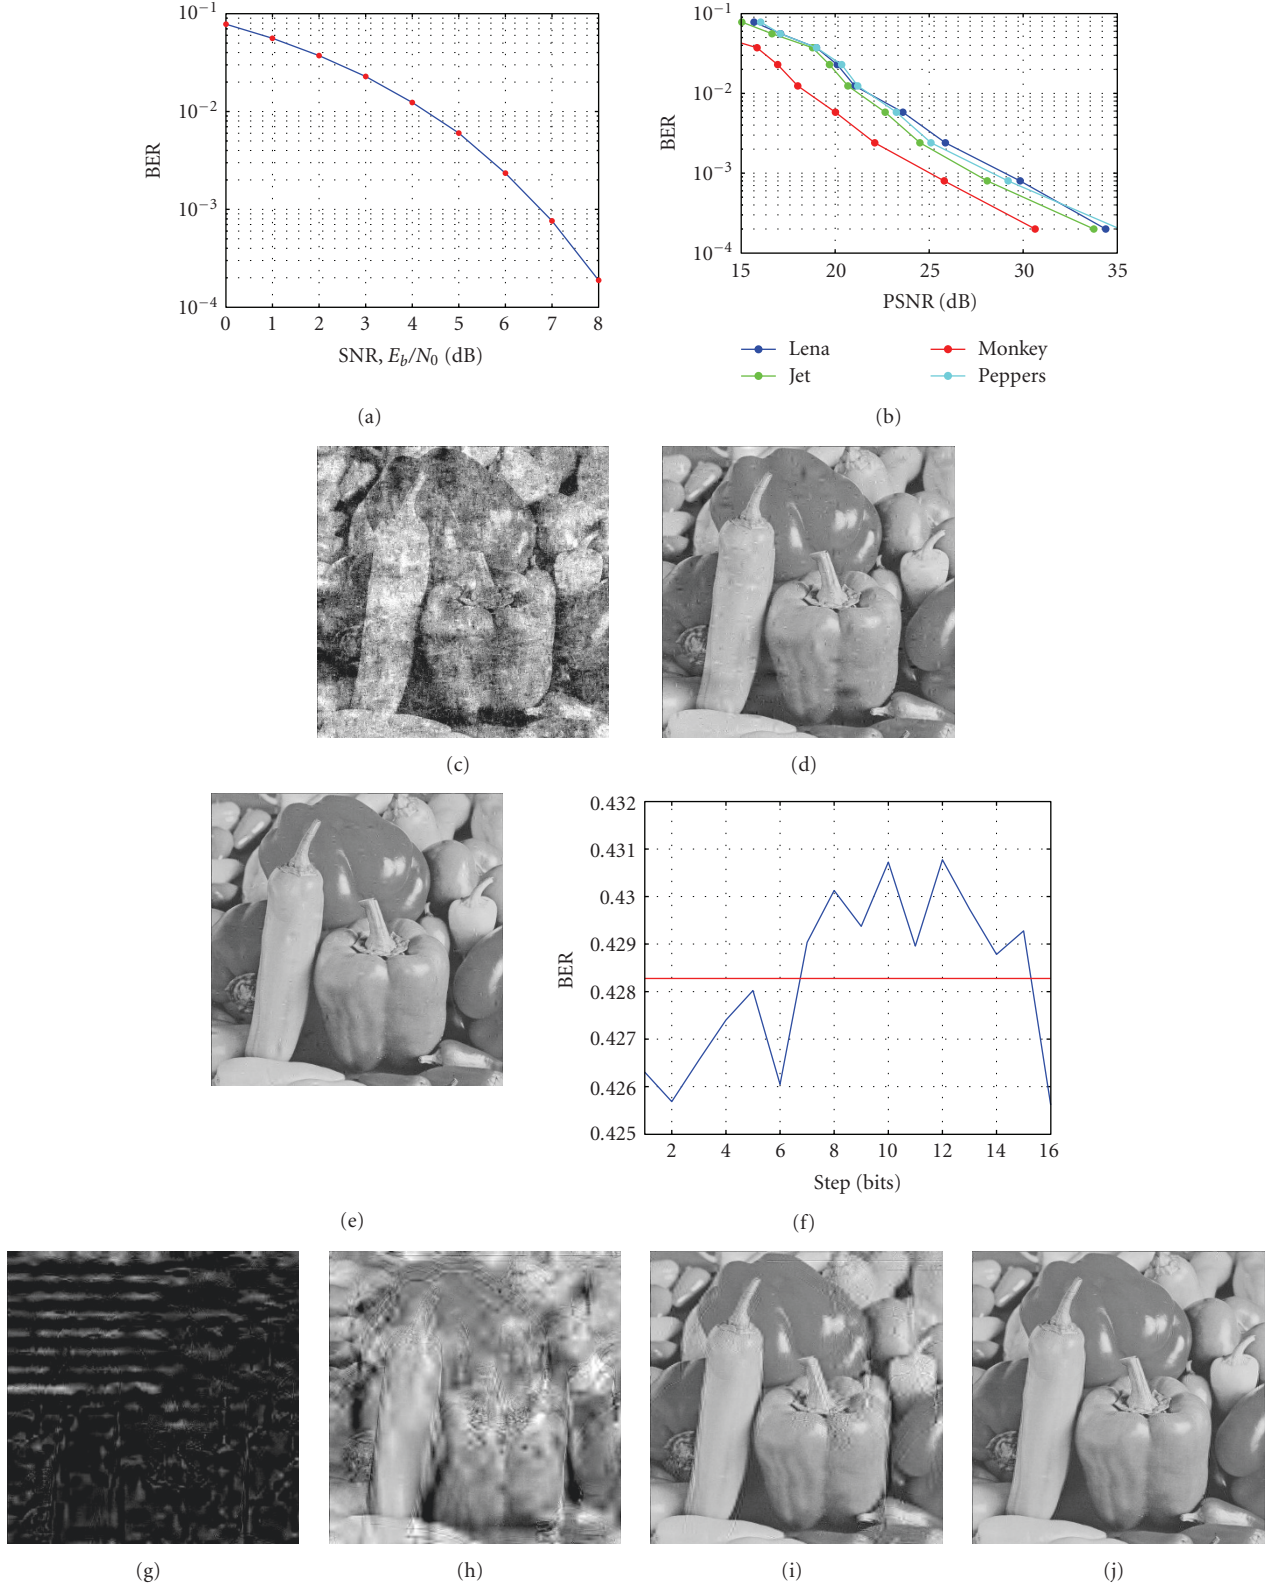 10−1
10−2
10−3
10−4
BER
0 1 2 3 4 5 6 7 8
SNR, Eb/N0 (dB)
(a)
10−1
10−2
10−3
10−4
BER
15 20 25 30 35
PSNR (dB)
Lena
Jet
Monkey
Peppers
(b)
(c)
(d)
(e)
0.432
0.431
0.43
0.429
0.428
0.427
0.426
0.425
BER
2 4 6 8 10 12 14 16
Step (bits)
(f)
(g)
(h)
(i)
(j)